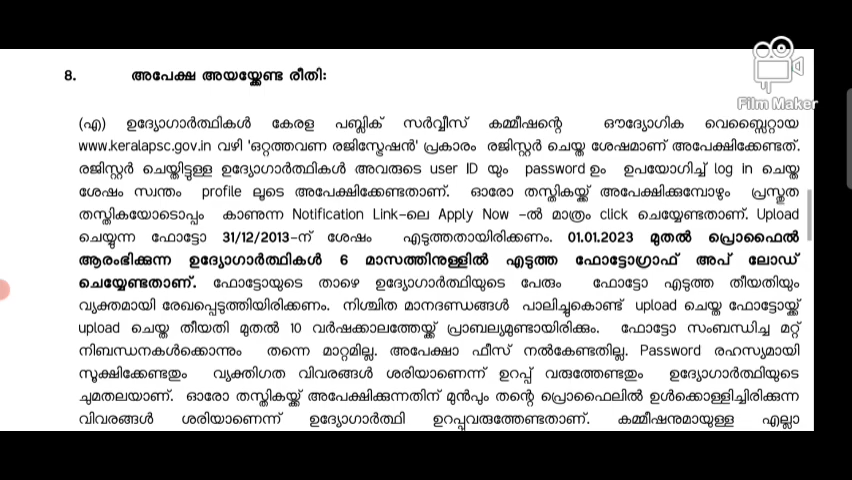 Film Maker
8. അപേക്ഷ അയയ്ക്കേണ്ട രീതി:
(എ) ഉദ്യോഗാർത്ഥികൾ കേരള പബ്ലിക് സർവ്വീസ് കമ്മീഷന്റെ ഔദ്യോഗിക വെബ്സൈറ്റായ
www.keralapsc.gov.in വഴി 'ഒറ്റത്തവണ രജിസ്ട്രേഷൻ' പ്രകാരം രജിസ്റ്റർ ചെയ്ത ശേഷമാണ് അപേക്ഷിക്കേണ്ടത്.
രജിസ്റ്റർ ചെയ്തിട്ടുള്ള ഉദ്യോഗാർത്ഥികൾ അവരുടെ user ID യും password ഉം ഉപയോഗിച്ച് log in ചെയ്ത
ശേഷം സ്വന്തം profile ലൂടെ അപേക്ഷിക്കേണ്ടതാണ്. ഓരോ തസ്തികയ്ക്ക് അപേക്ഷിക്കുമ്പോഴും പ്രസ്തുത
തസ്തികയോടൊപ്പം കാണുന്ന Notification Link-ലെ Apply Now -ൽ മാത്രം click ചെയ്യേണ്ടതാണ്. Upload
ചെയ്യുന്ന ഫോട്ടോ 31/12/2013-ന് ശേഷം എടുത്തതായിരിക്കണം. 01.01.2023 മുതൽ പ്രൊഫൈൽ
ആരംഭിക്കുന്ന ഉദ്യോഗാർത്ഥികൾ 6 മാസത്തിനുള്ളിൽ എടുത്ത ഫോട്ടോഗ്രാഫ് അപ് ലോഡ്
ചെയ്യേണ്ടതാണ്. ഫോട്ടോയുടെ താഴെ ഉദ്യോഗാർത്ഥിയുടെ പേരും ഫോട്ടോ എടുത്ത തീയതിയും
വ്യക്തമായി രേഖപ്പെടുത്തിയിരിക്കണം. നിശ്ചിത മാനദണ്ഡങ്ങൾ പാലിച്ചുകൊണ്ട് upload ചെയ്ത ഫോട്ടോയ്ക്ക്
upload ചെയ്ത തീയതി മുതൽ 10 വർഷക്കാലത്തേയ്ക്ക് പ്രാബല്യമുണ്ടായിരിക്കും. ഫോട്ടോ സംബന്ധിച്ച മറ്റ്
നിബന്ധനകൾക്കൊന്നും തന്നെ മാറ്റമില്ല. അപേക്ഷാ ഫീസ് നൽകേണ്ടതില്ല. Password രഹസ്യമായി
സൂക്ഷിക്കേണ്ടതും വ്യക്തിഗത വിവരങ്ങൾ ശരിയാണെന്ന് ഉറപ്പ് വരുത്തേണ്ടതും ഉദ്യോഗാർത്ഥിയുടെ
ചുമതലയാണ്. ഓരോ തസ്തികയ്ക്ക് അപേക്ഷിക്കുന്നതിന് മുൻപും തന്റെ പ്രൊഫൈലിൽ ഉൾക്കൊള്ളിച്ചിരിക്കുന്ന
വിവരങ്ങൾ ശരിയാണെന്ന് ഉദ്യോഗാർത്ഥി ഉറപ്പുവരുത്തേണ്ടതാണ്. കമ്മീഷനുമായുള്ള എല്ലാ